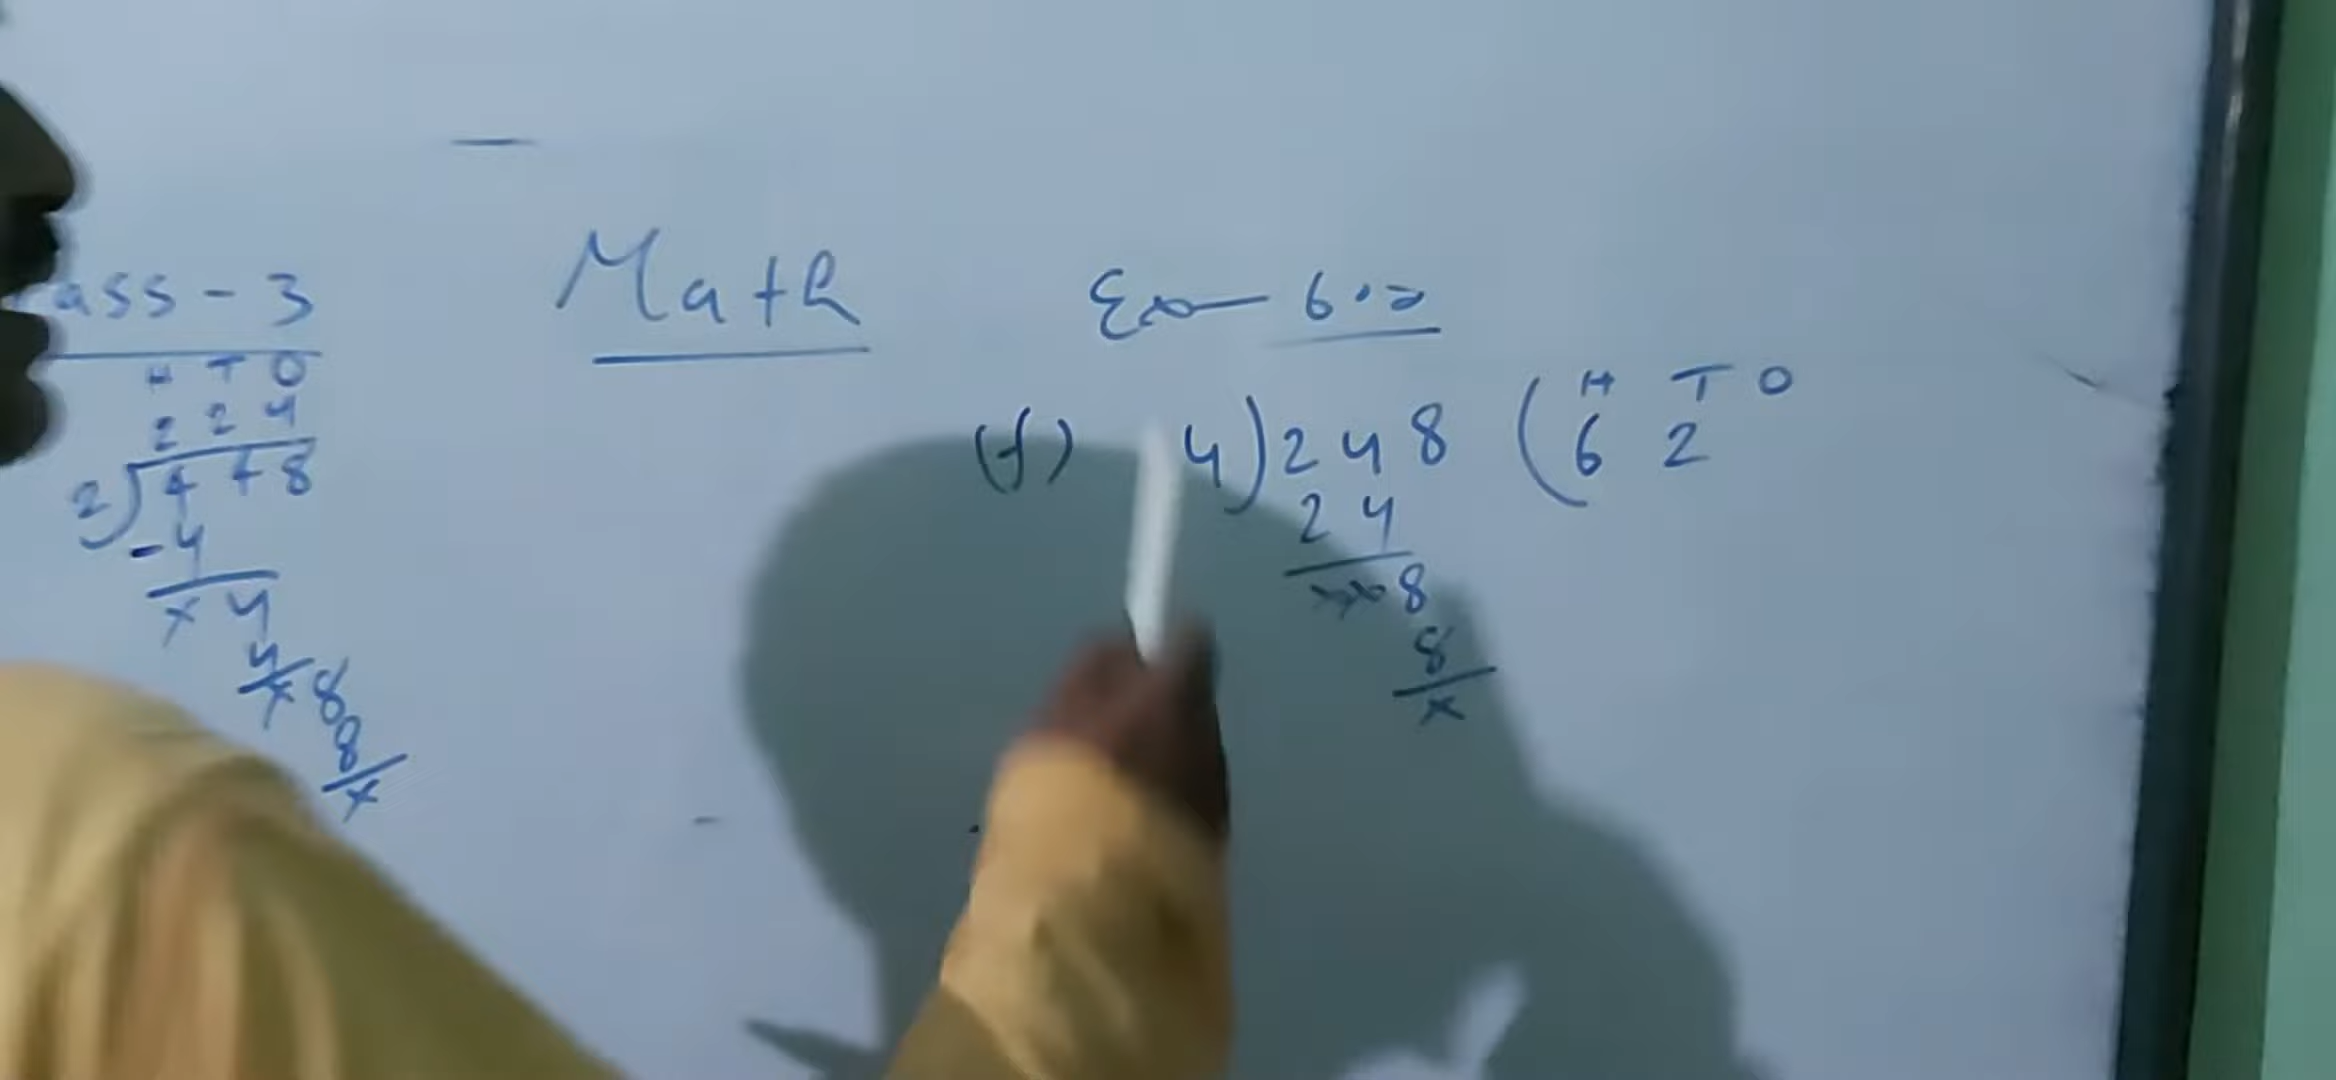 ass - 3
Math
Ex - 6.2
H T O
2 2 4
2) 4 4 8
- 4
x 4
4
x 8
8
x
H T O
(f) 4) 2 4 8 ( 6 2
2 4
x x 8
8
x